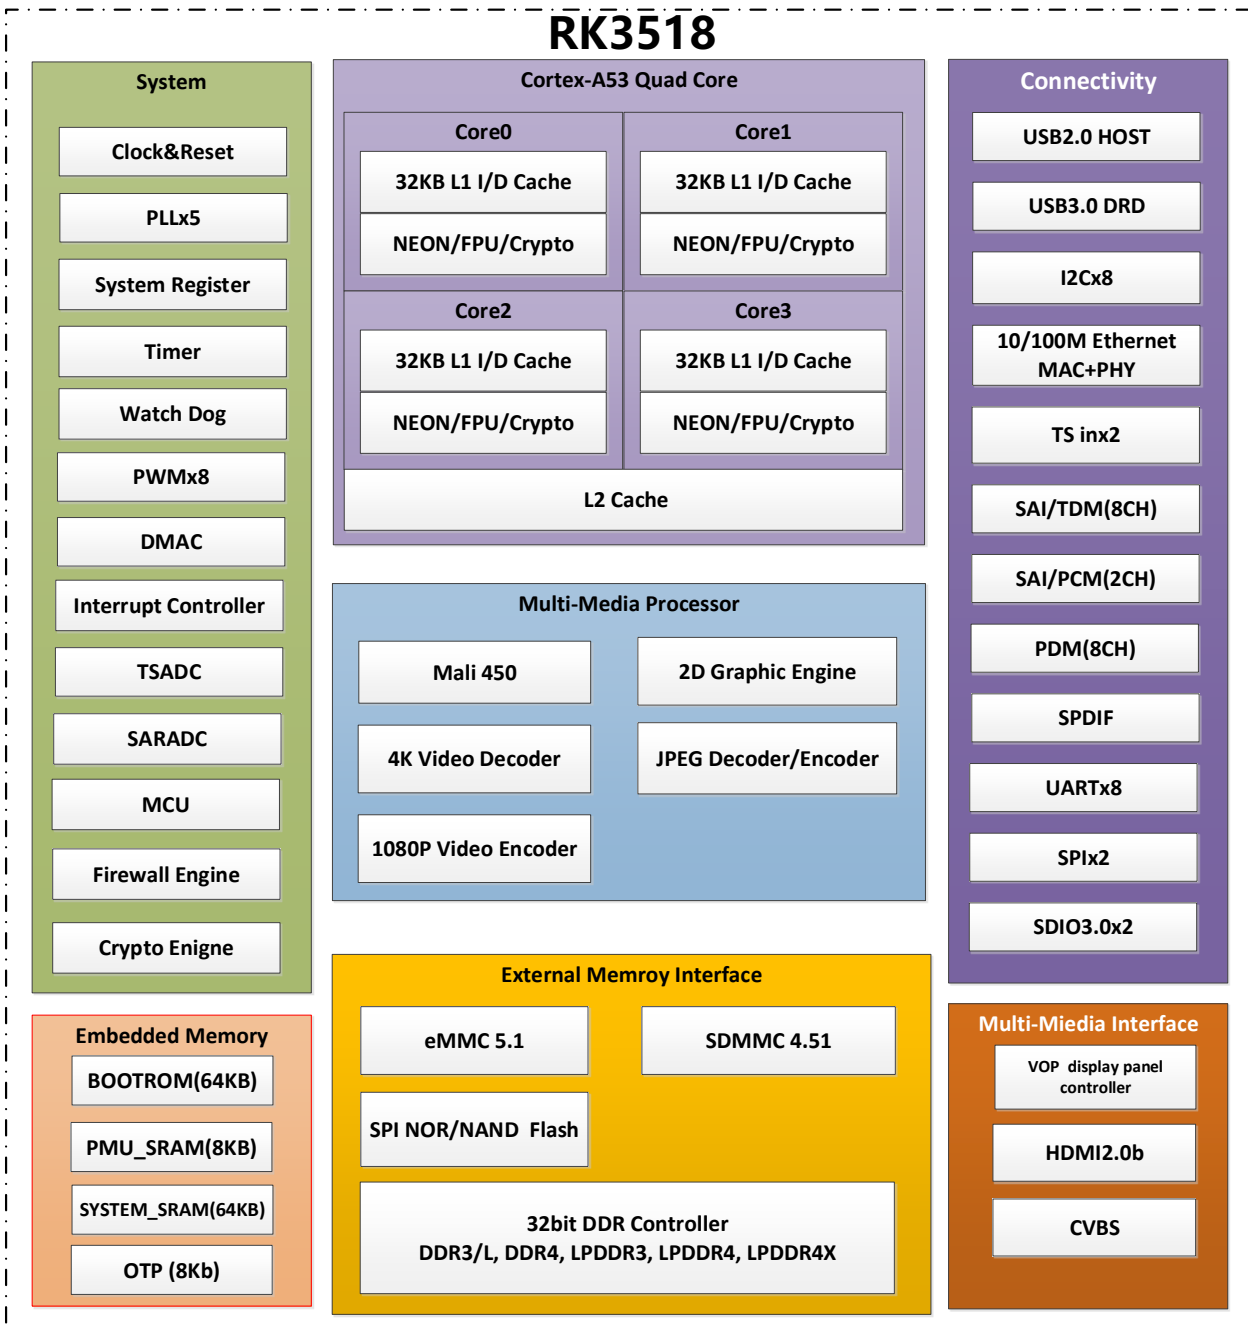 RK3518
System
Clock&Reset
PLLx5
System Register
Timer
Watch Dog
PWMx8
DMAC
Interrupt Controller
TSADC
SARADC
MCU
Firewall Engine
Crypto Enigne
Embedded Memory
BOOTROM(64KB)
PMU_SRAM(8KB)
SYSTEM_SRAM(64KB)
OTP (8Kb)
Cortex-A53 Quad Core
Core0
32KB L1 I/D Cache
NEON/FPU/Crypto
Core1
32KB L1 I/D Cache
NEON/FPU/Crypto
Core2
32KB L1 I/D Cache
NEON/FPU/Crypto
Core3
32KB L1 I/D Cache
NEON/FPU/Crypto
L2 Cache
Multi-Media Processor
Mali 450
2D Graphic Engine
4K Video Decoder
JPEG Decoder/Encoder
1080P Video Encoder
External Memroy Interface
eMMC 5.1
SDMMC 4.51
SPI NOR/NAND  Flash
32bit DDR Controller
DDR3/L, DDR4, LPDDR3, LPDDR4, LPDDR4X
Connectivity
USB2.0 HOST
USB3.0 DRD
I2Cx8
10/100M Ethernet
MAC+PHY
TS inx2
SAI/TDM(8CH)
SAI/PCM(2CH)
PDM(8CH)
SPDIF
UARTx8
SPIx2
SDIO3.0x2
Multi-Miedia Interface
VOP  display panel
controller
HDMI2.0b
CVBS